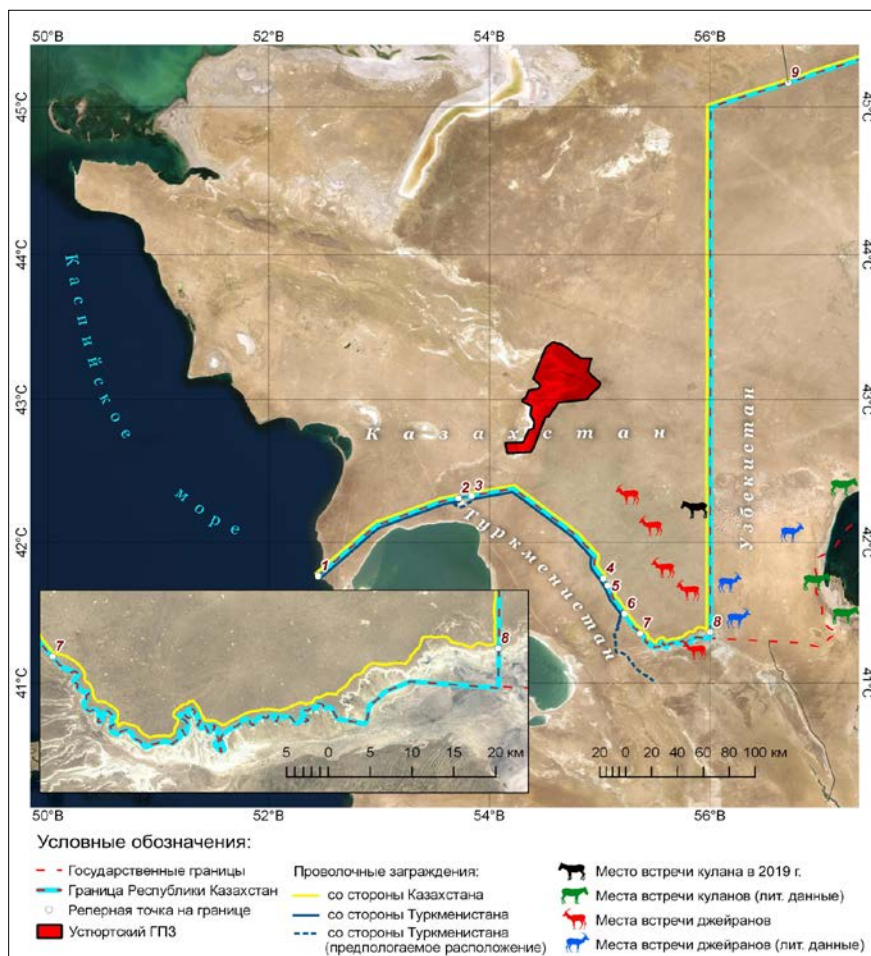 50°В 52°В 54°В 56°В
45°С
44°С
43°С
42°С
41°С
45°С
44°С
43°С
42°С
41°С
Каспийское
море
Казахстан
Узбекистан
Туркменистан
9
2 3
1
4
5
6
7
8
7
8
5 0 5 10 15 20 км
20 0 20 40 60 80 100 км
50°В 52°В 54°В 56°В
Условные обозначения:
Государственные границы
Граница Республики Казахстан
Реперная точка на границе
Устюртский ГПЗ
Проволочные заграждения:
со стороны Казахстана
со стороны Туркменистана
со стороны Туркменистана
(предпологаемое расположение)
Место встречи кулана в 2019 г.
Места встречи куланов (лит. данные)
Места встречи джейранов
Места встречи джейранов (лит. данные)